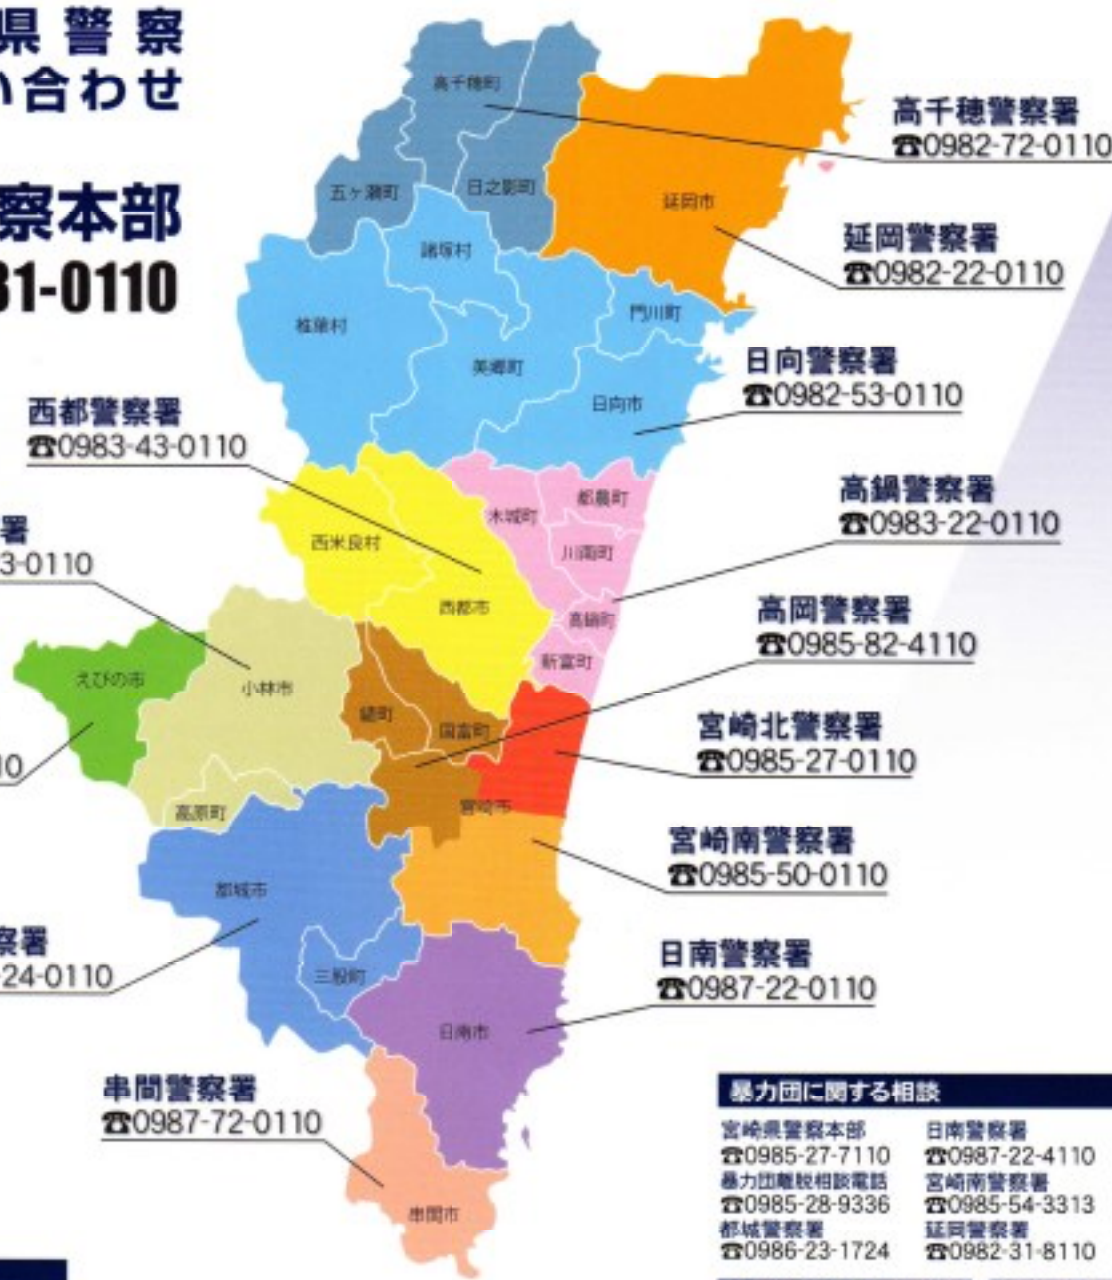 県警察
い合わせ
察本部
31-0110
高千穂町
五ヶ瀬町
日之影町
延岡市
高千穂警察署
☎0982-72-0110
延岡警察署
☎0982-22-0110
諸塚村
椎葉村
美郷町
門川町
日向市
日向警察署
☎0982-53-0110
西都警察署
☎0983-43-0110
木城町
都農町
川南町
高鍋町
新富町
高鍋警察署
☎0983-22-0110
西米良村
西都市
署
3-0110
高岡警察署
☎0985-82-4110
えびの市
小林市
綾町
国富町
宮崎市
10
高原町
宮崎北警察署
☎0985-27-0110
宮崎南警察署
☎0985-50-0110
都城市
三股町
察署
-24-0110
日南市
日南警察署
☎0987-22-0110
串間警察署
☎0987-72-0110
串間市
暴力団に関する相談
宮崎県警察本部
☎0985-27-7110
暴力団離脱相談電話
☎0985-28-9336
都城警察署
☎0986-23-1724
日南警察署
☎0987-22-4110
宮崎南警察署
☎0985-54-3313
延岡警察署
☎0982-31-8110